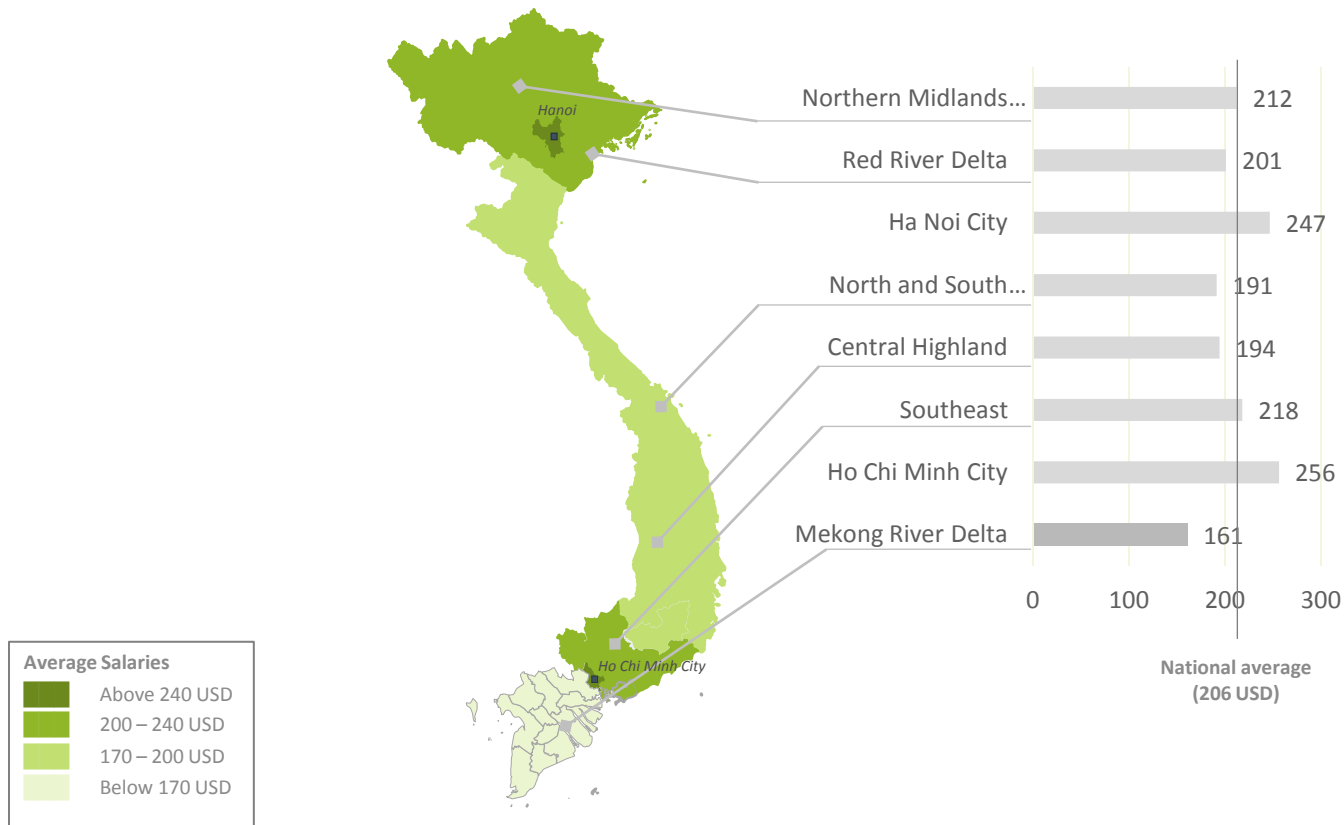 Hanoi
Ho Chi Minh City
Average Salaries
Above 240 USD
200 – 240 USD
170 – 200 USD
Below 170 USD
Northern Midlands… 212
Red River Delta 201
Ha Noi City 247
North and South… 191
Central Highland 194
Southeast 218
Ho Chi Minh City 256
Mekong River Delta 161
0 100 200 300
National average
(206 USD)